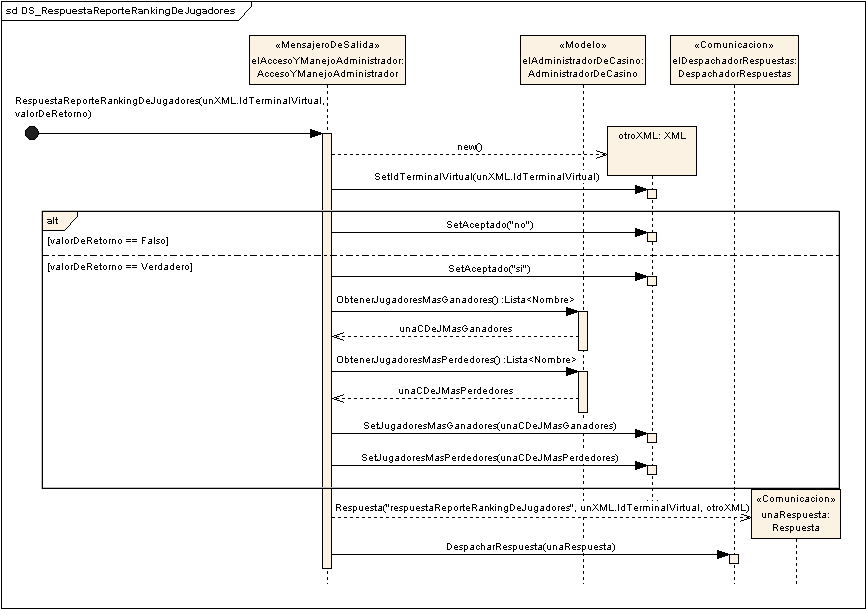 sd DS_RespuestaReporteRankingDeJugadores
«MensajeroDeSalida»
elAccesoYManejoAdministrador:
AccesoYManejoAdministrador
«Modelo»
elAdministradorDeCasino:
AdministradorDeCasino
«Comunicacion»
elDespachadorRespuestas:
DespachadorRespuestas
RespuestaReporteRankingDeJugadores(unXML.IdTerminalVirtual,
valorDeRetorno)
new()
otroXML: XML
SetIdTerminalVirtual(unXML.IdTerminalVirtual)
alt
[valorDeRetorno == Falso]
SetAceptado("no")
[valorDeRetorno == Verdadero]
SetAceptado("si")
ObtenerJugadoresMasGanadores() :Lista<Nombre>
unaCDeJMasGanadores
ObtenerJugadoresMasPerdedores() :Lista<Nombre>
unaCDeJMasPerdedores
SetJugadoresMasGanadores(unaCDeJMasGanadores)
SetJugadoresMasPerdedores(unaCDeJMasPerdedores)
Respuesta("respuestaReporteRankingDeJugadores", unXML.IdTerminalVirtual, otroXML)
«Comunicacion»
unaRespuesta:
Respuesta
DespacharRespuesta(unaRespuesta)